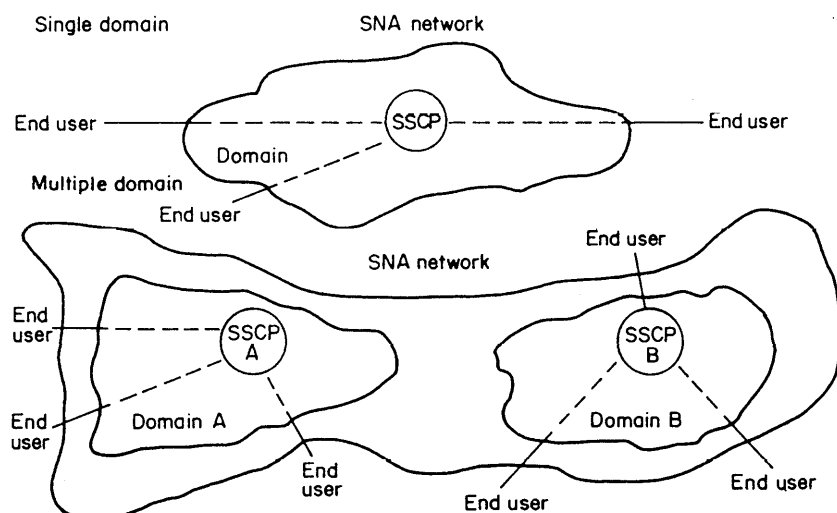 Single domain
SNA network
End user
SSCP
End user
Domain
Multiple domain
End user
End user
SNA network
End
user
SSCP
A
SSCP
B
End
user
Domain A
Domain B
End
user
End user
End user